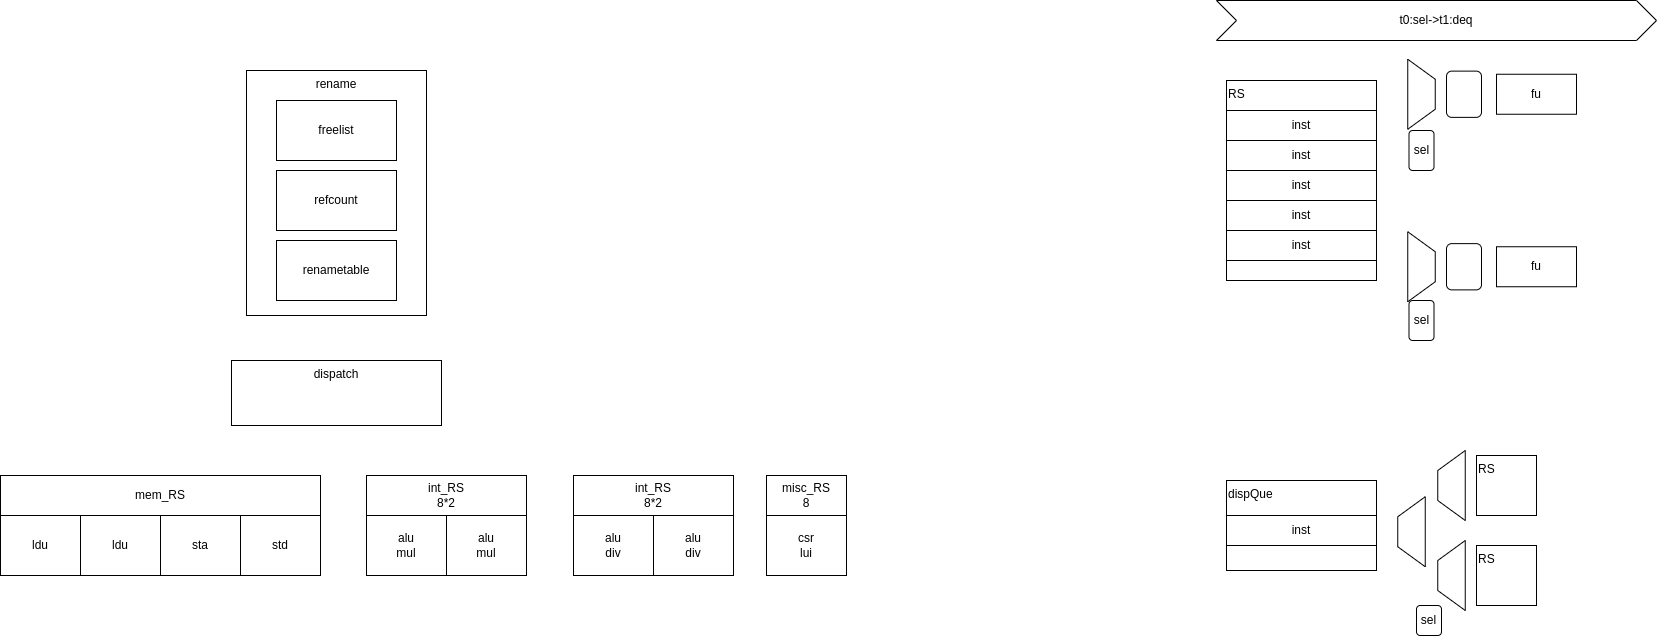 t0:sel->t1:deq
rename
freelist
refcount
renametable
dispatch
mem_RS
ldu
ldu
sta
std
int_RS
8*2
alu
mul
alu
mul
int_RS
8*2
alu
div
alu
div
misc_RS
8
csr
lui
RS
inst
inst
inst
inst
inst
sel
fu
sel
fu
dispQue
inst
RS
RS
sel